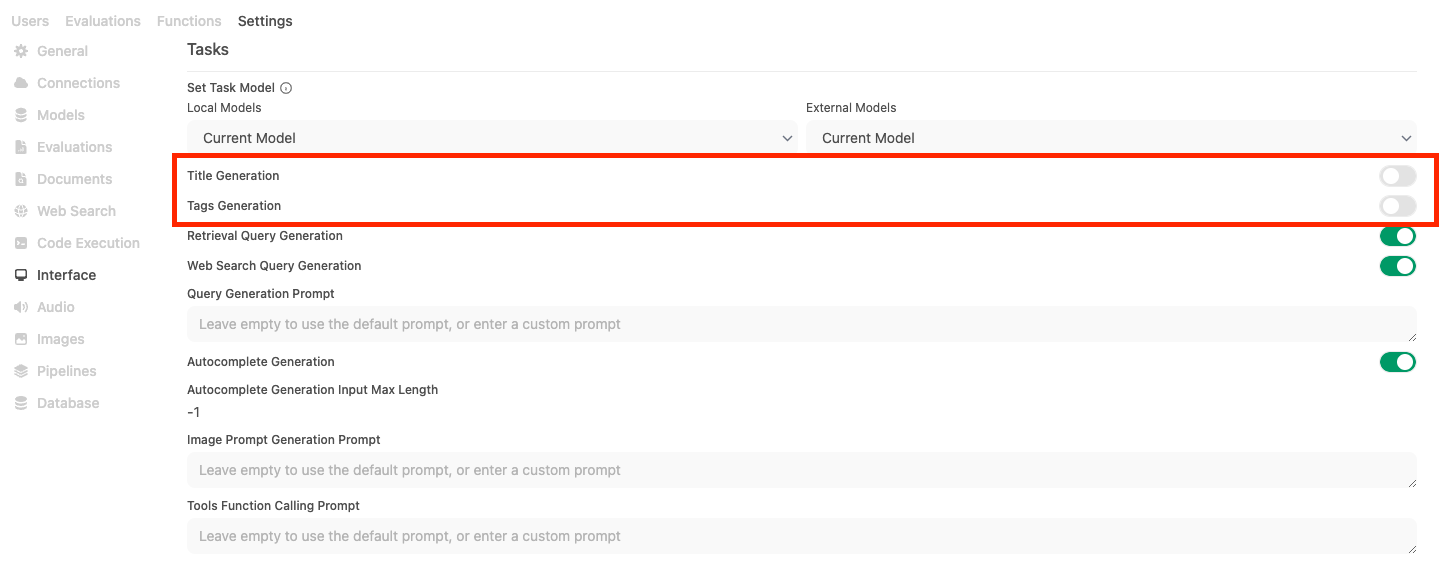 Users Evaluations Functions Settings
General
Connections
Models
Evaluations
Documents
Web Search
Code Execution
Interface
Audio
Images
Pipelines
Database
Tasks
Set Task Model
Local Models External Models
Current Model Current Model
Title Generation
Tags Generation
Retrieval Query Generation
Web Search Query Generation
Query Generation Prompt
Leave empty to use the default prompt, or enter a custom prompt
Autocomplete Generation
Autocomplete Generation Input Max Length
-1
Image Prompt Generation Prompt
Leave empty to use the default prompt, or enter a custom prompt
Tools Function Calling Prompt
Leave empty to use the default prompt, or enter a custom prompt